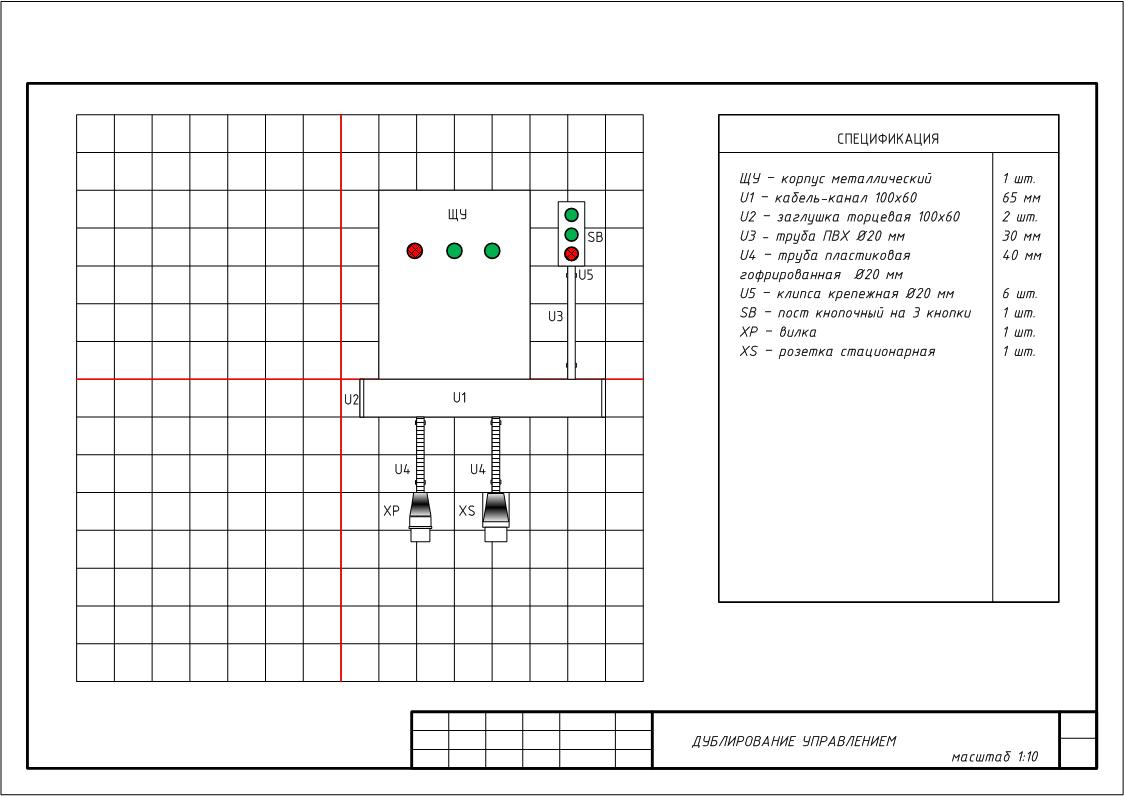 СПЕЦИФИКАЦИЯ
ЩУ – корпус металлический 1 шт.
U1 – кабель-канал 100х60 65 мм
U2 – заглушка торцевая 100х60 2 шт.
U3 – труба ПВХ Ø20 мм 30 мм
U4 – труба пластиковая 40 мм
гофрированная Ø20 мм
U5 – клипса крепежная Ø20 мм 6 шт.
SB – пост кнопочный на 3 кнопки 1 шт.
XP – вилка 1 шт.
XS – розетка стационарная 1 шт.
ЩУ
SB
U5
U3
U2
U1
U4
U4
XP
XS
ДУБЛИРОВАНИЕ УПРАВЛЕНИЕМ
масштаб 1:10